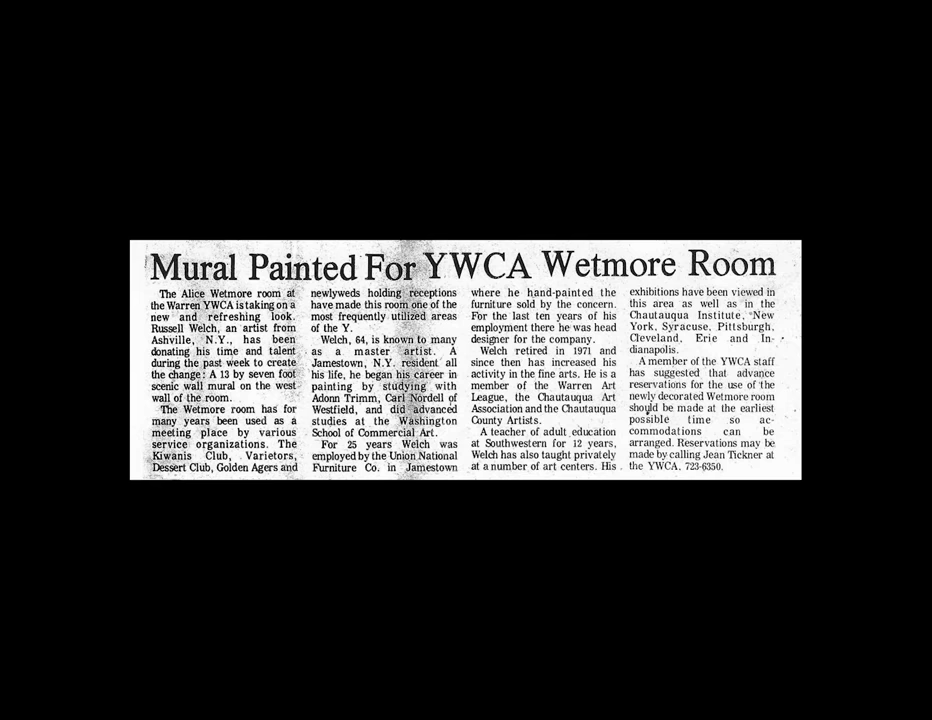 Mural Painted For YWCA Wetmore Room
The Alice Wetmore room at
the Warren YWCA is taking on a
new and refreshing look.
Russell Welch, an artist from
Ashville, N.Y., has been
donating his time and talent
during the past week to create
the change: A 13 by seven foot
scenic wall mural on the west
wall of the room.
The Wetmore room has for
many years been used as a
meeting place by various
service organizations. The
Kiwanis Club, Varietors,
Dessert Club, Golden Agers and
newlyweds holding receptions
have made this room one of the
most frequently utilized areas
of the Y.
Welch, 64, is known to many
as a master artist. A
Jamestown, N.Y. resident all
his life, he began his career in
painting by studying with
Adonn Trimm, Carl Nordell of
Westfield, and did advanced
studies at the Washington
School of Commercial Art.
For 25 years Welch was
employed by the Union National
Furniture Co. in Jamestown
where he hand-painted the
furniture sold by the concern.
For the last ten years of his
employment there he was head
designer for the company.
Welch retired in 1971 and
since then has increased his
activity in the fine arts. He is a
member of the Warren Art
League, the Chautauqua Art
Association and the Chautauqua
County Artists.
A teacher of adult education
at Southwestern for 12 years,
Welch has also taught privately
at a number of art centers. His
exhibitions have been viewed in
this area as well as in the
Chautauqua Institute, New
York, Syracuse, Pittsburgh,
Cleveland, Erie and In-
dianapolis.
A member of the YWCA staff
has suggested that advance
reservations for the use of the
newly decorated Wetmore room
should be made at the earliest
possible time so ac-
commodations can be
arranged. Reservations may be
made by calling Jean Tickner at
the YWCA, 723-6350.